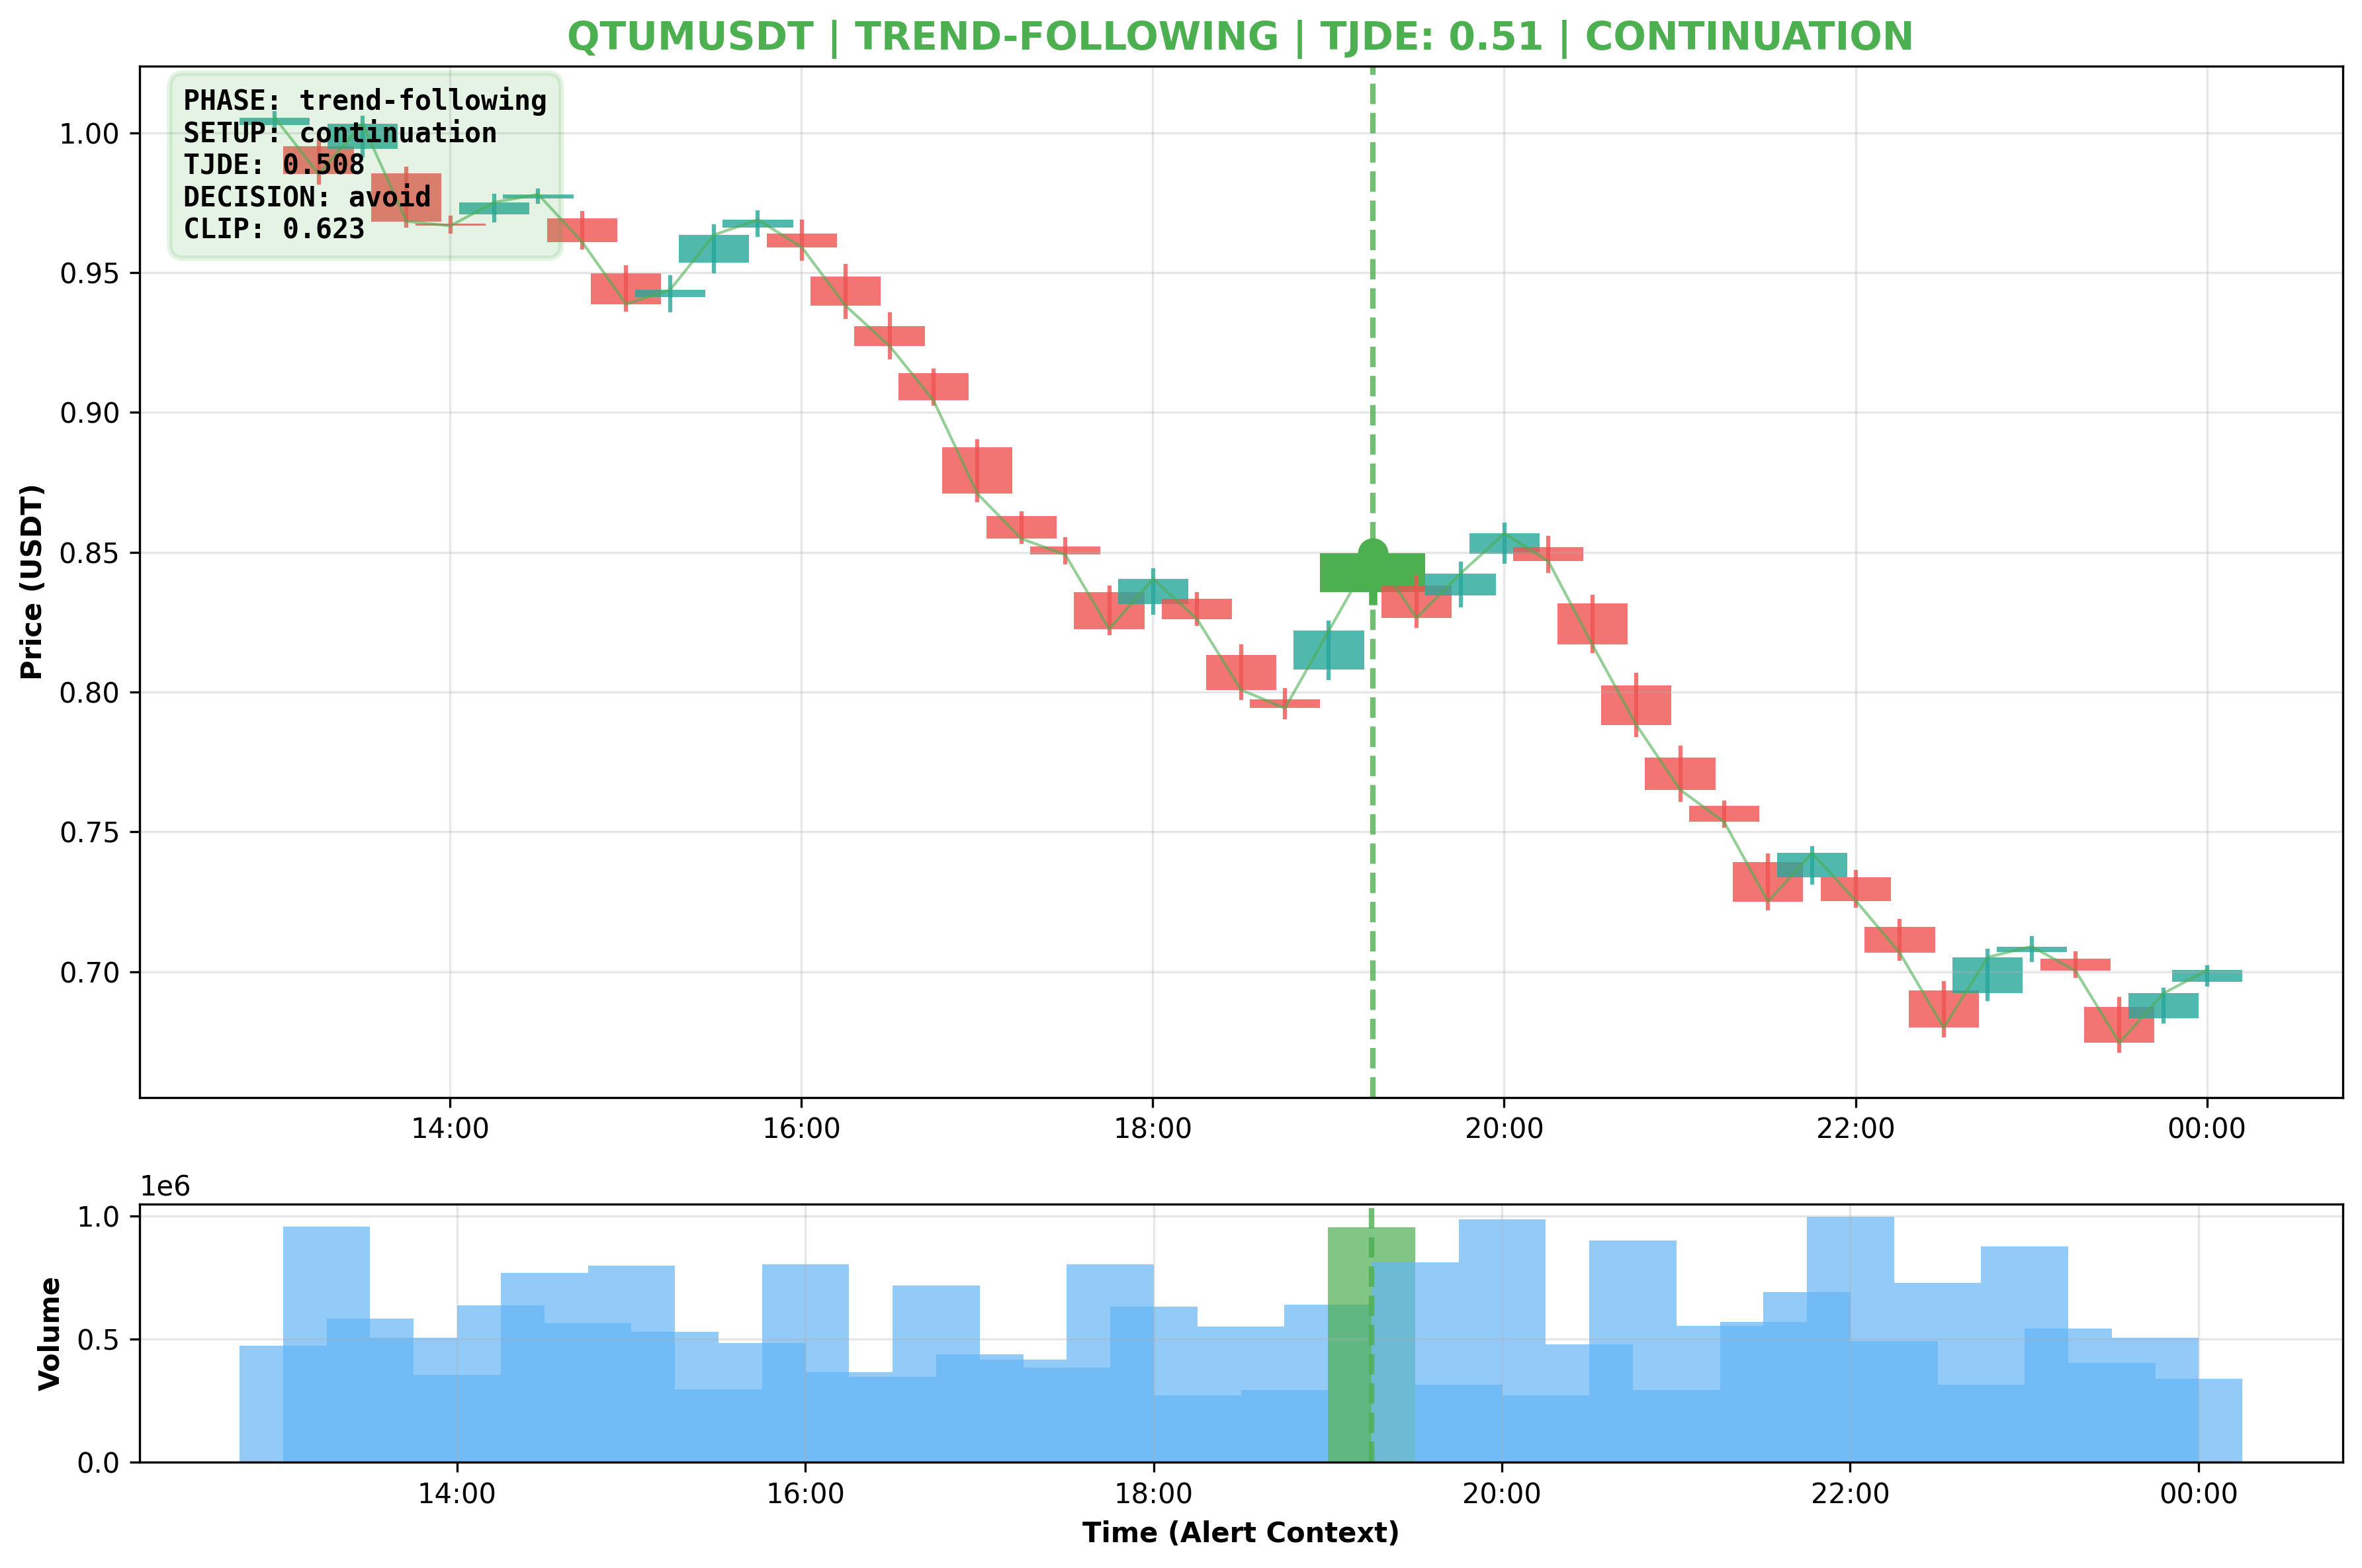 QTUMUSDT | TREND-FOLLOWING | TJDE: 0.51 | CONTINUATION
PHASE: trend-following
SETUP: continuation
TJDE: 0.508
DECISION: avoid
CLIP: 0.623
Price (USDT)
1.00
0.95
0.90
0.85
0.80
0.75
0.70
14:00
16:00
18:00
20:00
22:00
00:00
1e6
Volume
1.0
0.5
0.0
14:00
16:00
18:00
20:00
22:00
00:00
Time (Alert Context)